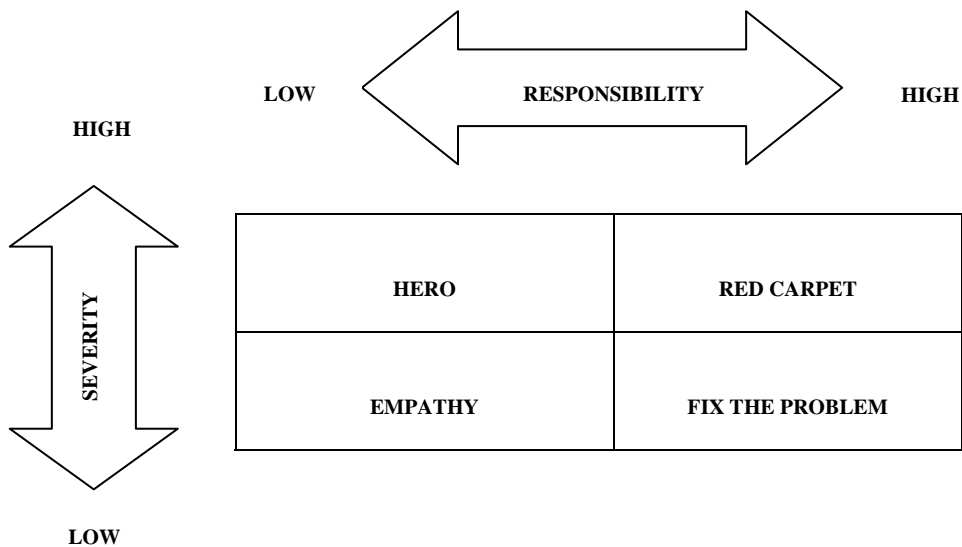 LOW
RESPONSIBILITY
HIGH
HIGH
HERO
RED CARPET
SEVERITY
EMPATHY
FIX THE PROBLEM
LOW